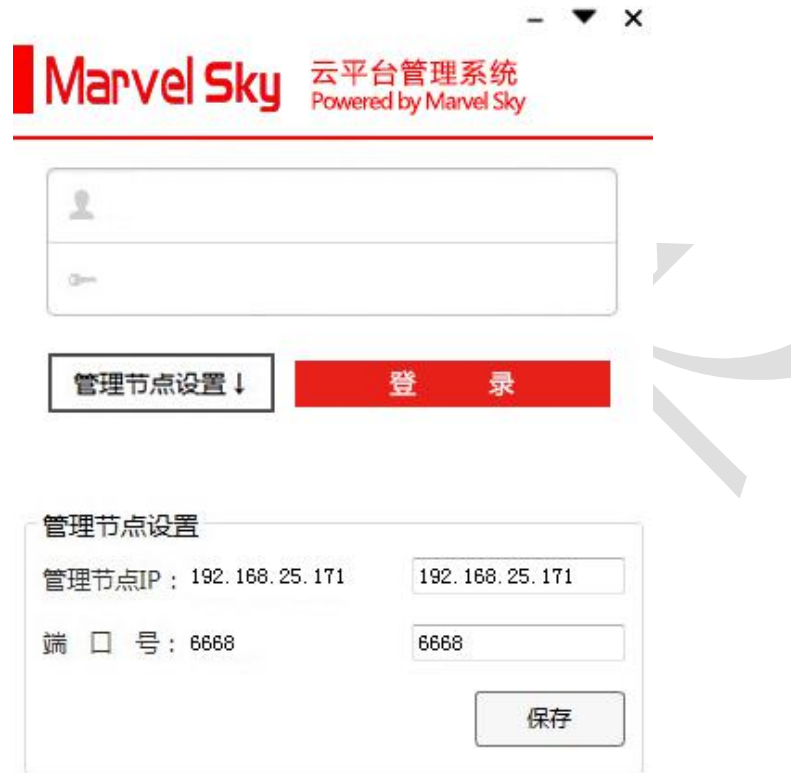 Marvel Sky 云平台管理系统
Powered by Marvel Sky
管理节点设置↓ 登 录
管理节点设置
管理节点IP：192.168.25.171 192.168.25.171
端 口 号：6668 6668
保存